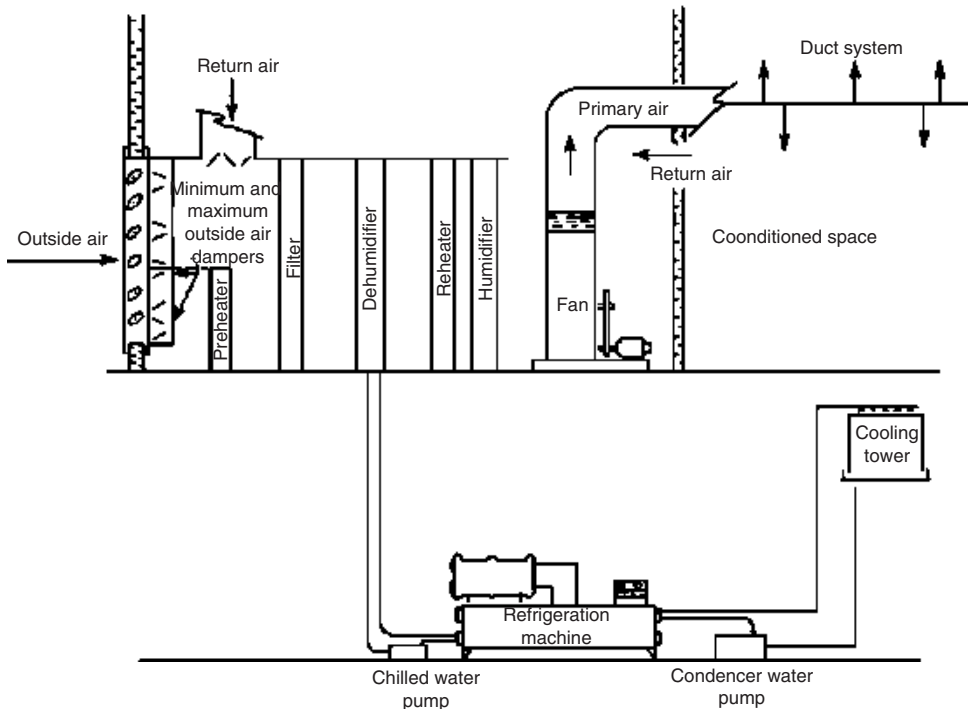 Duct system
Return air
Primary air
Return air
Minimum and
maximum
outside air
dampers
Outside air
Coonditioned space
Preheater
Filter
Dehumidifier
Reheater
Humidifier
Fan
Cooling
tower
Refrigeration
machine
Chilled water
pump
Condencer water
pump